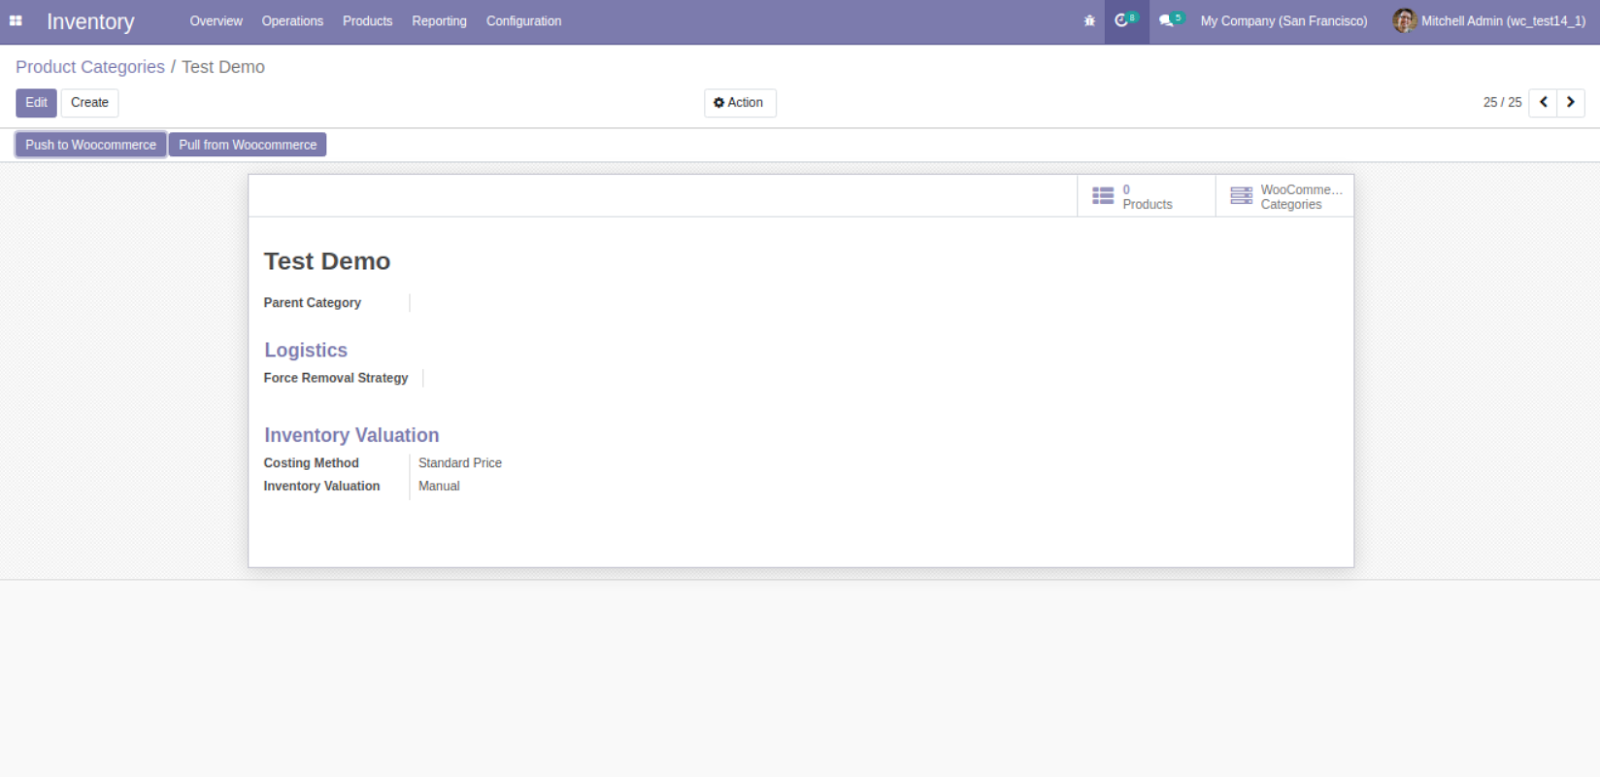 Inventory Overview Operations Products Reporting Configuration 8 5 My Company (San Francisco) Mitchell Admin (wc_test14_1)
Product Categories / Test Demo
Edit Create Action 25 / 25
Push to Woocommerce Pull from Woocommerce
0 Products
WooComme... Categories
Test Demo
Parent Category
Logistics
Force Removal Strategy
Inventory Valuation
Costing Method Standard Price
Inventory Valuation Manual